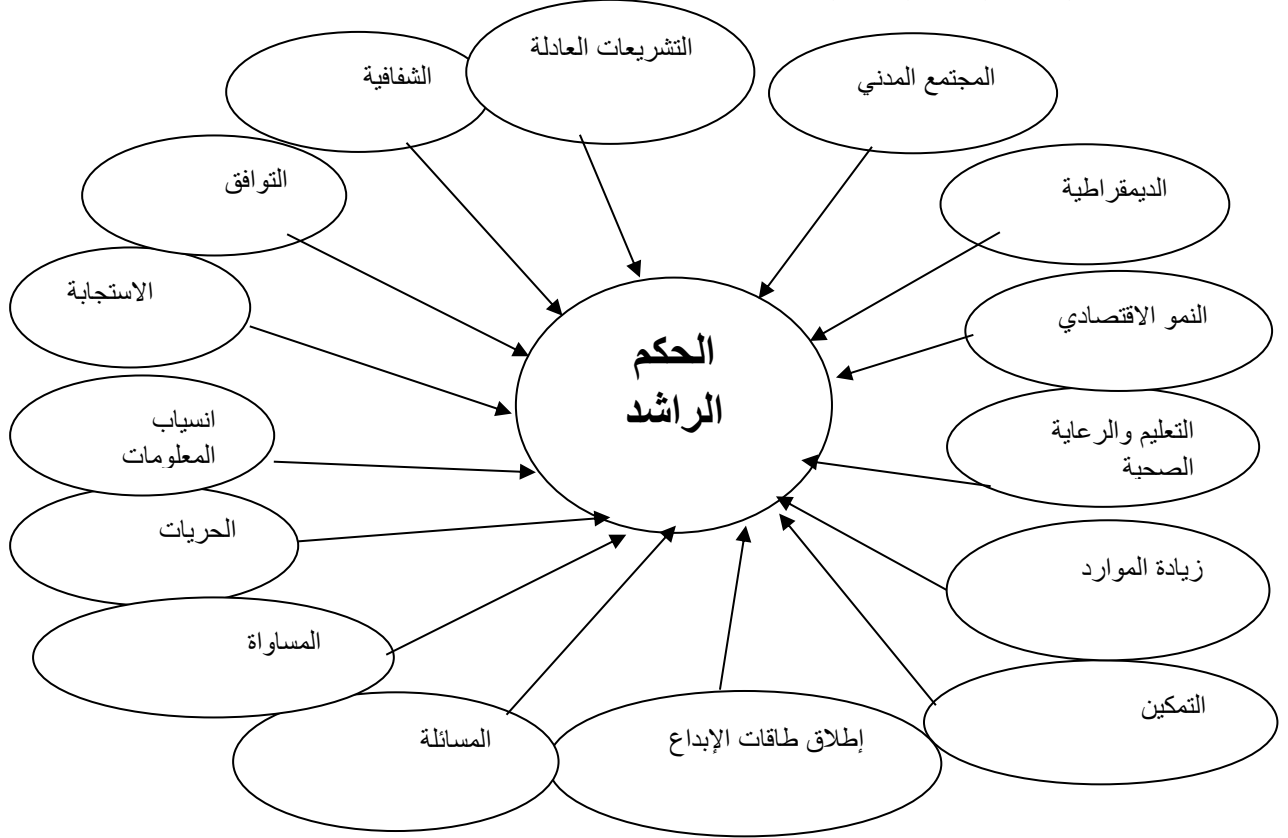 التشريعات العادلة
المجتمع المدني
الشفافية
الديمقراطية
التوافق
الاستجابة
النمو الاقتصادي
الحكم
الراشد
انسياب
المعلومات
التعليم والرعاية
الصحية
الحريات
زيادة الموارد
المساواة
التمكين
المسائلة
إطلاق طاقات الإبداع